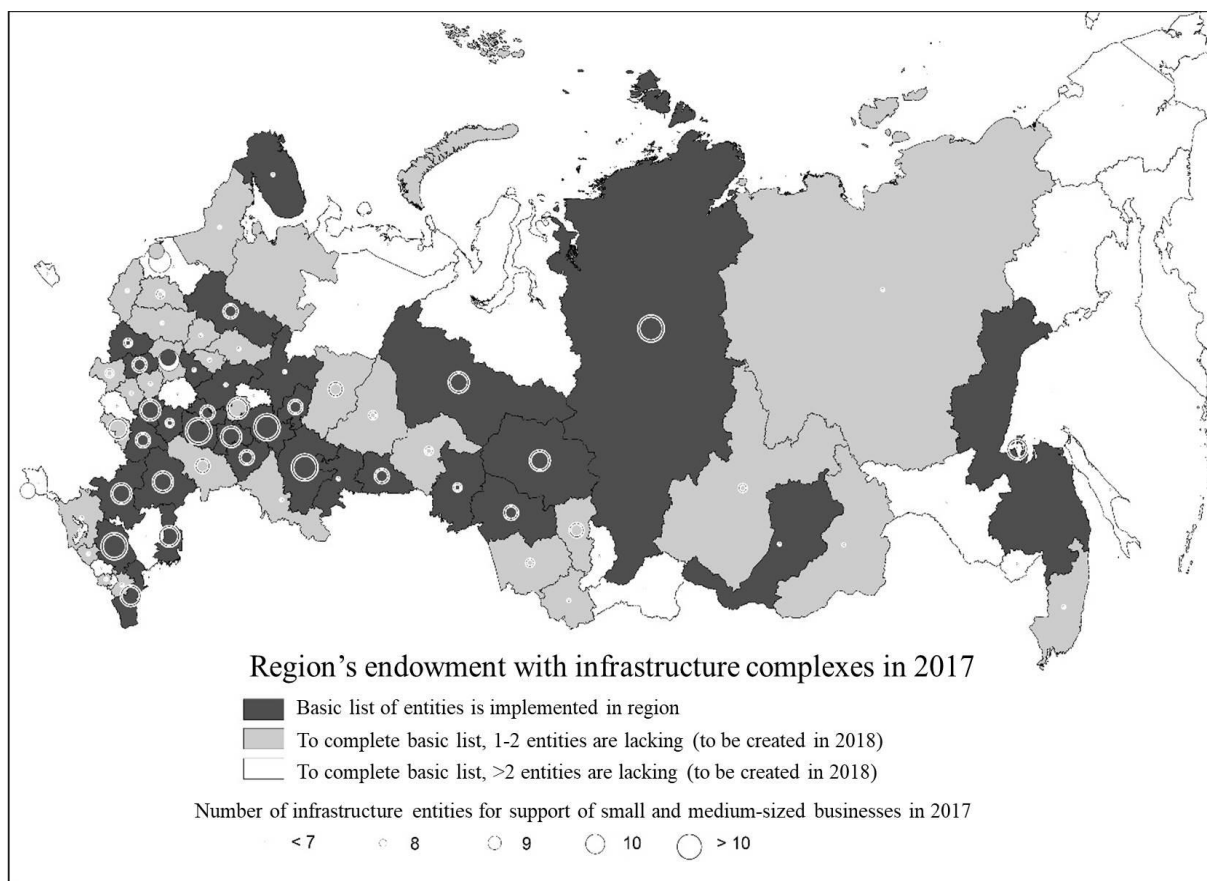 Region’s endowment with infrastructure complexes in 2017
Basic list of entities is implemented in region
To complete basic list, 1-2 entities are lacking (to be created in 2018)
To complete basic list, >2 entities are lacking (to be created in 2018)
Number of infrastructure entities for support of small and medium-sized businesses in 2017
< 7 8 9 10 > 10